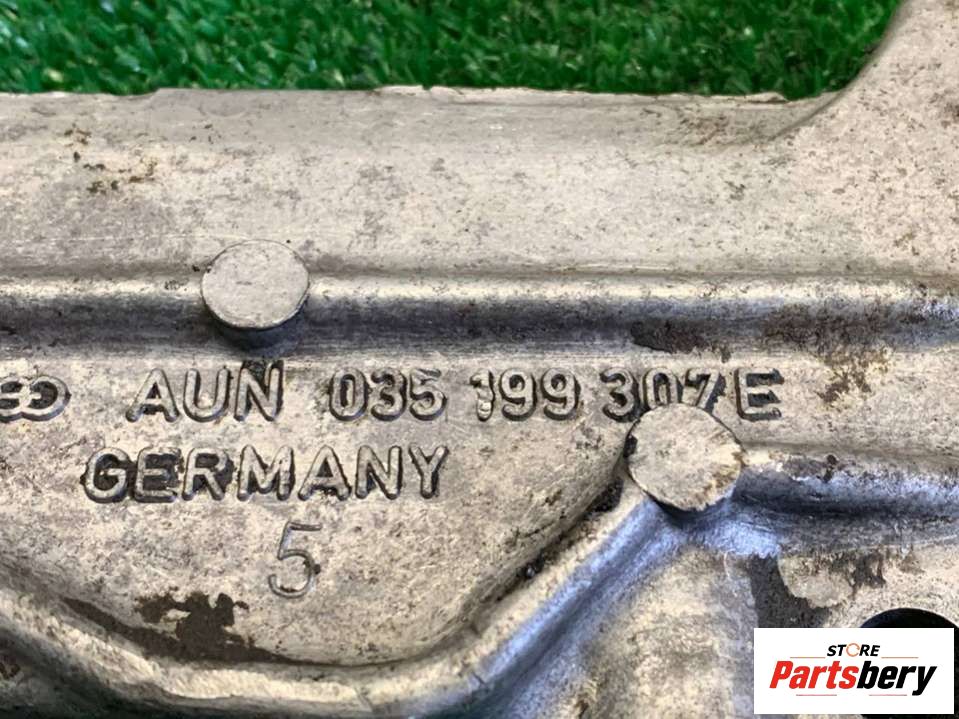 AUN 035 199 307E
GERMANY
5
STORE
Partsbery